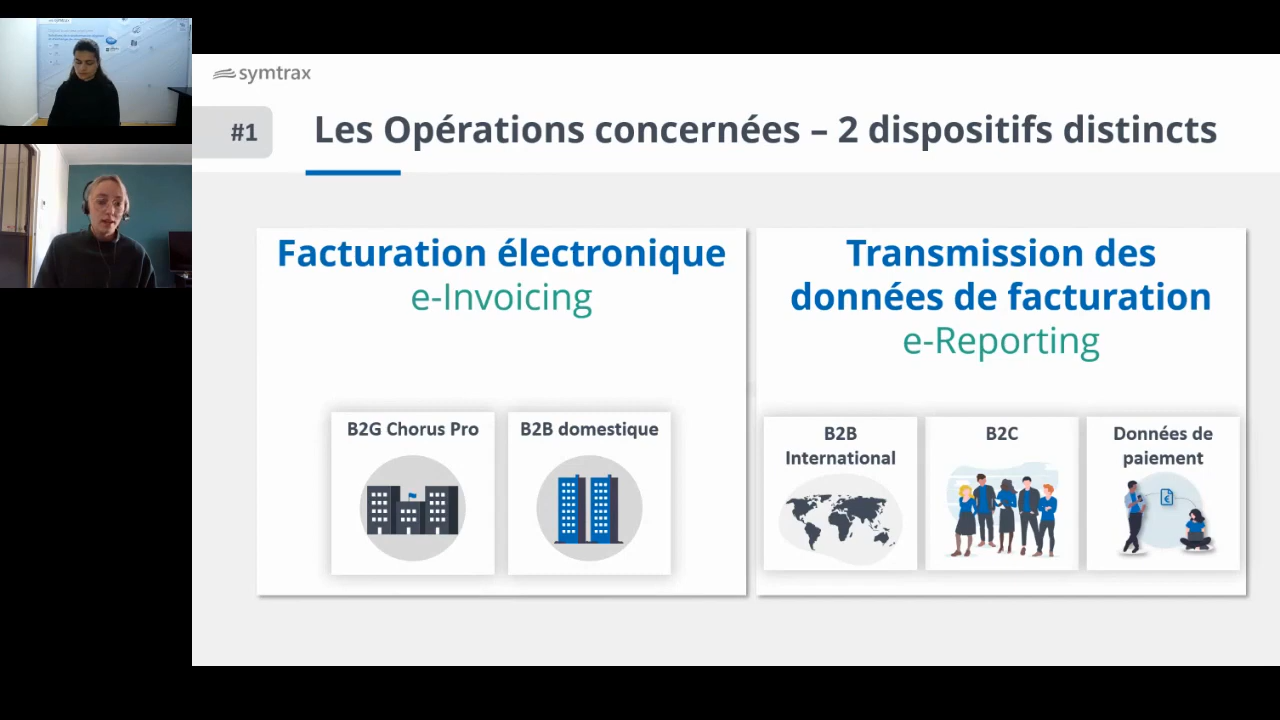 symtrax
#1
Les Opérations concernées – 2 dispositifs distincts
Facturation électronique
e-Invoicing
B2G Chorus Pro
B2B domestique
Transmission des
données de facturation
e-Reporting
B2B
International
B2C
Données de
paiement